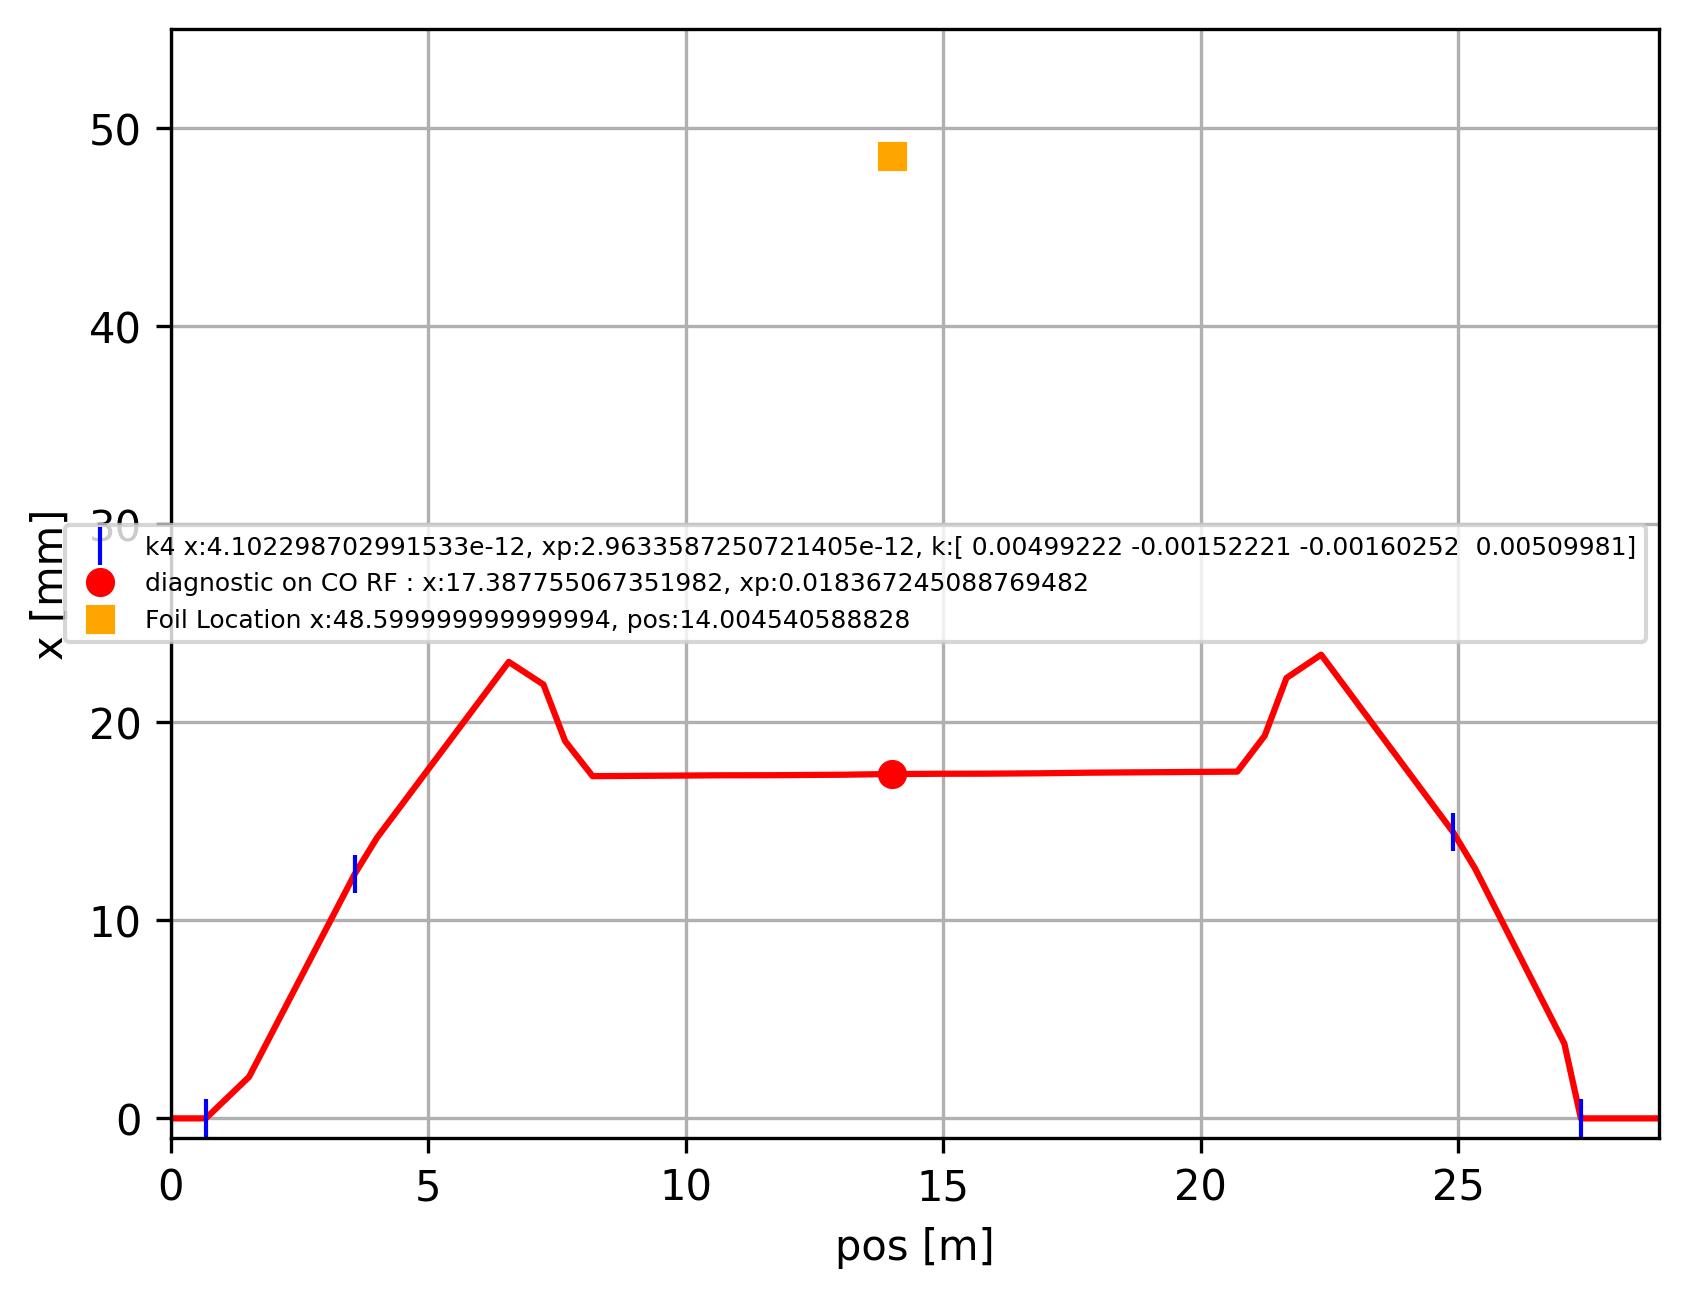 50
40
30
20
10
0
x [mm]
k4 x:4.102298702991533e-12, xp:2.9633587250721405e-12, k:[ 0.00499222 -0.00152221 -0.00160252  0.00509981]
diagnostic on CO RF : x:17.387755067351982, xp:0.018367245088769482
Foil Location x:48.599999999999994, pos:14.004540588828
0 5 10 15 20 25
pos [m]